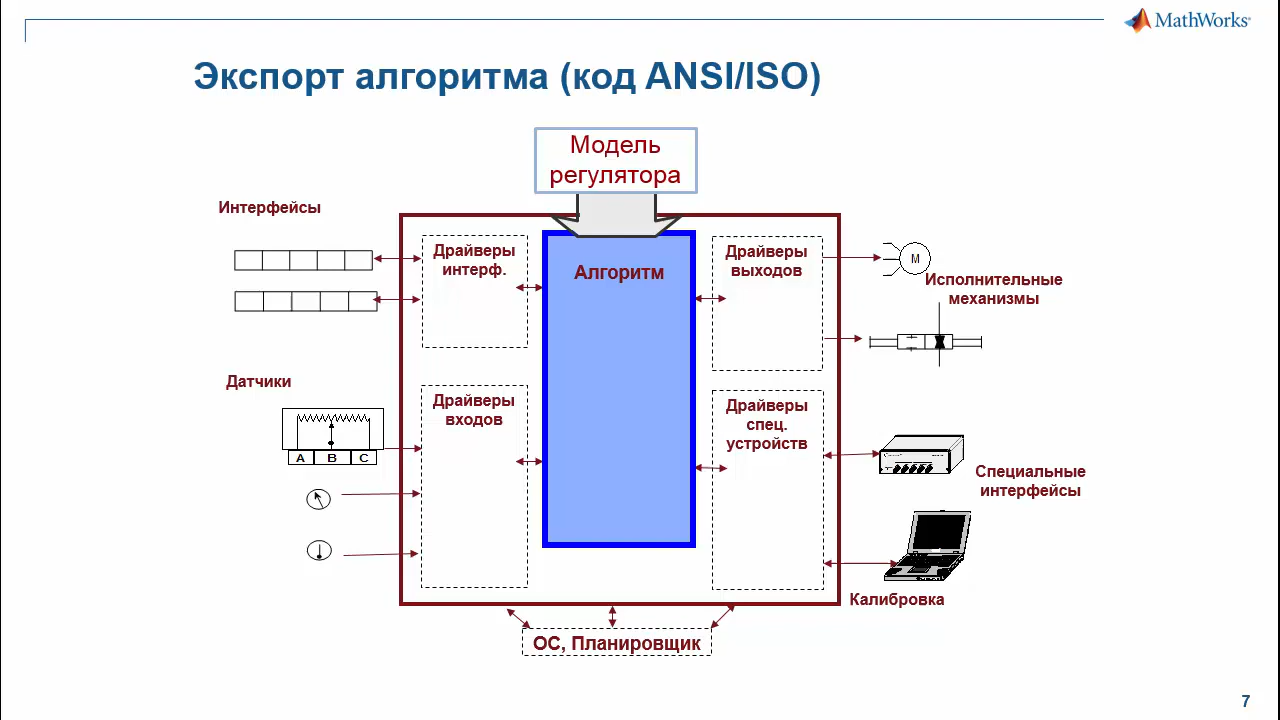 MathWorks®
Экспорт алгоритма (код ANSI/ISO)
Модель
регулятора
Интерфейсы
Драйверы
интерф.
Алгоритм
Драйверы
выходов
M
Исполнительные
механизмы
Датчики
Драйверы
входов
A B C
Драйверы
спец.
устройств
Специальные
интерфейсы
Калибровка
ОС, Планировщик
7